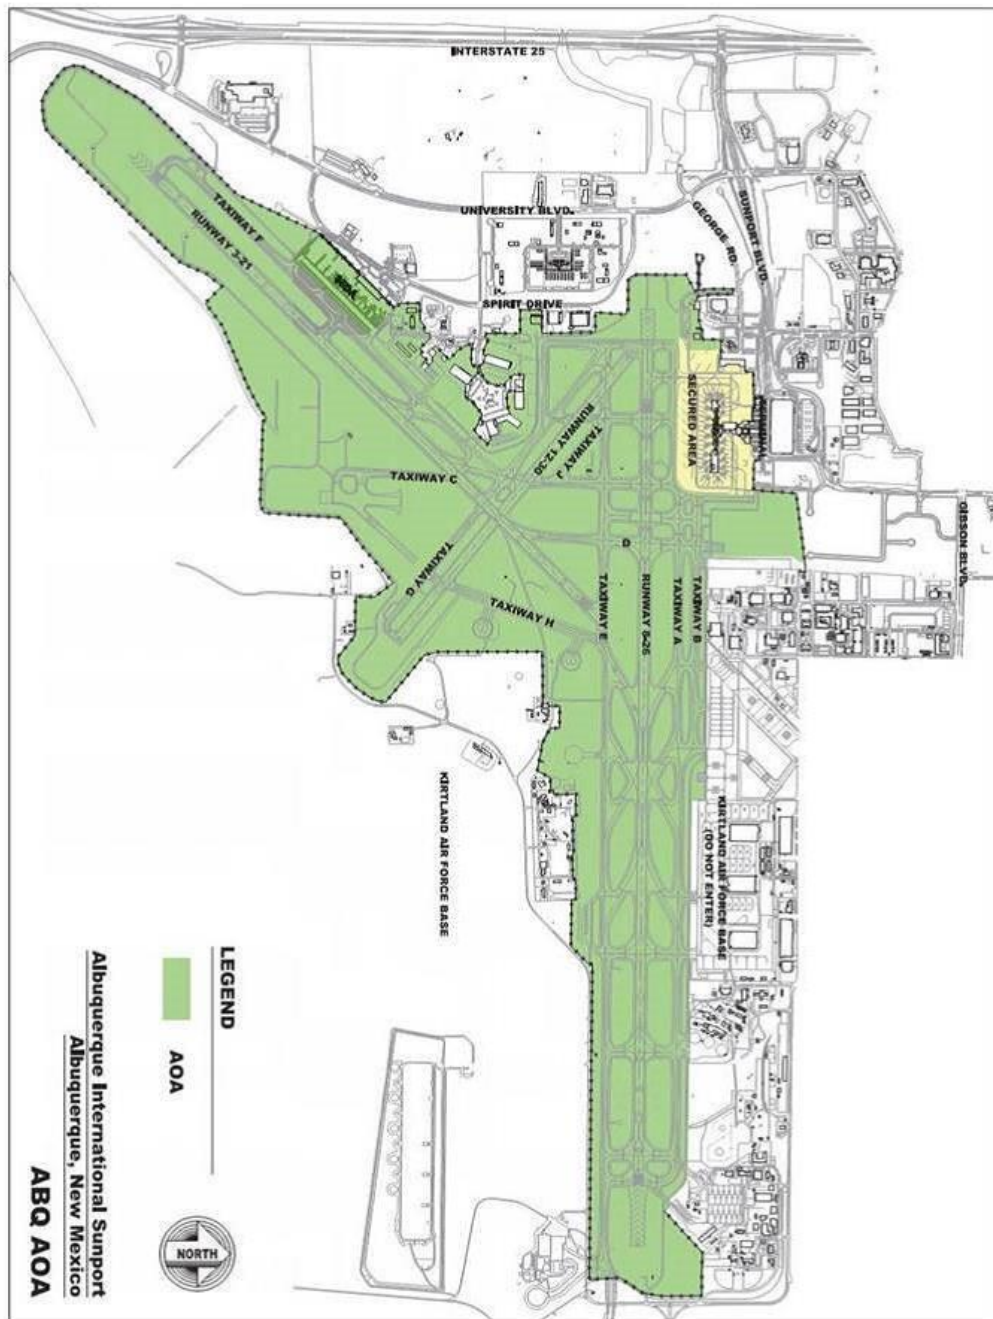 INTERSTATE 25
UNIVERSITY BLVD.
GEORGE RD.
SUNPORT BLVD.
SPIRIT DRIVE
TAXIWAY F
RUNWAY 3-21
SECURED AREA
TERMINAL
RUNWAY 12-30
TAXIWAY J
TAXIWAY C
GIBSON BLVD.
D
TAXIWAY G
TAXIWAY H
TAXIWAY E
RUNWAY 8-26
TAXIWAY A
TAXIWAY B
KIRTLAND AIR FORCE BASE
KIRTLAND AIR FORCE BASE
(DO NOT ENTER)
LEGEND
AOA
NORTH
Albuquerque International Sunport
Albuquerque, New Mexico
ABQ AOA